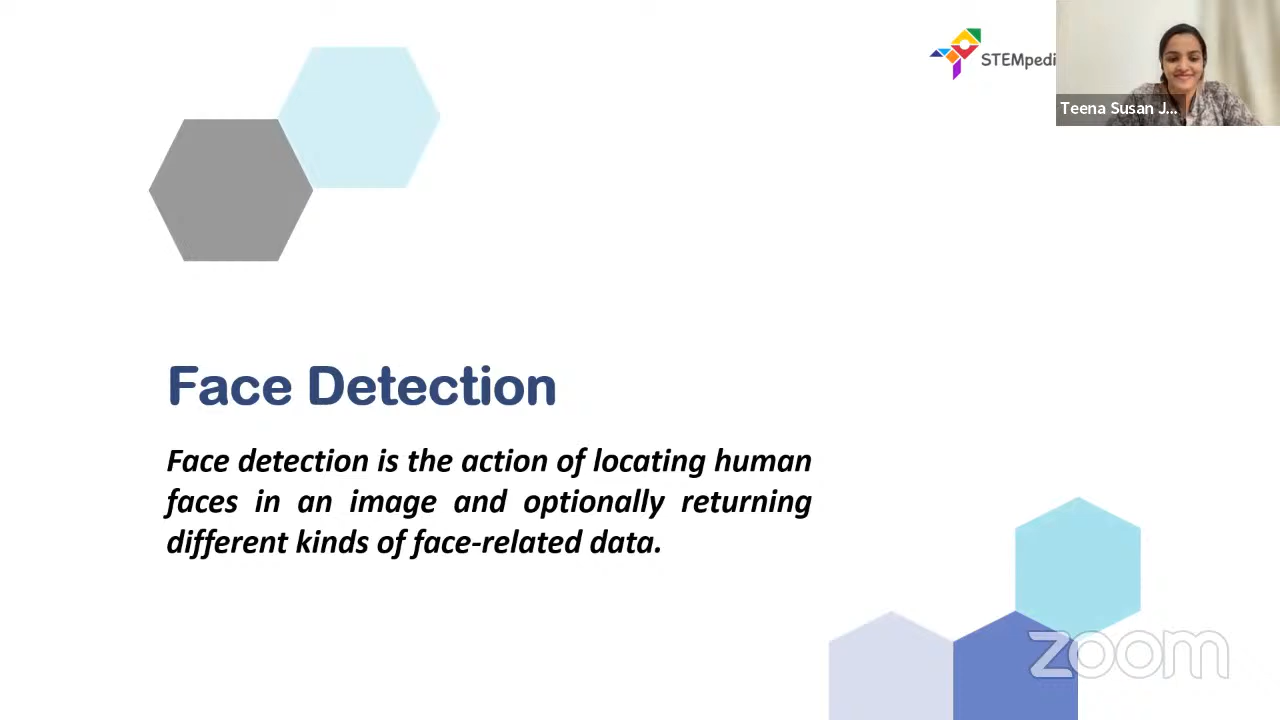 STEMpedi
Teena Susan J...
Face Detection
Face detection is the action of locating human
faces in an image and optionally returning
different kinds of face-related data.
zoom